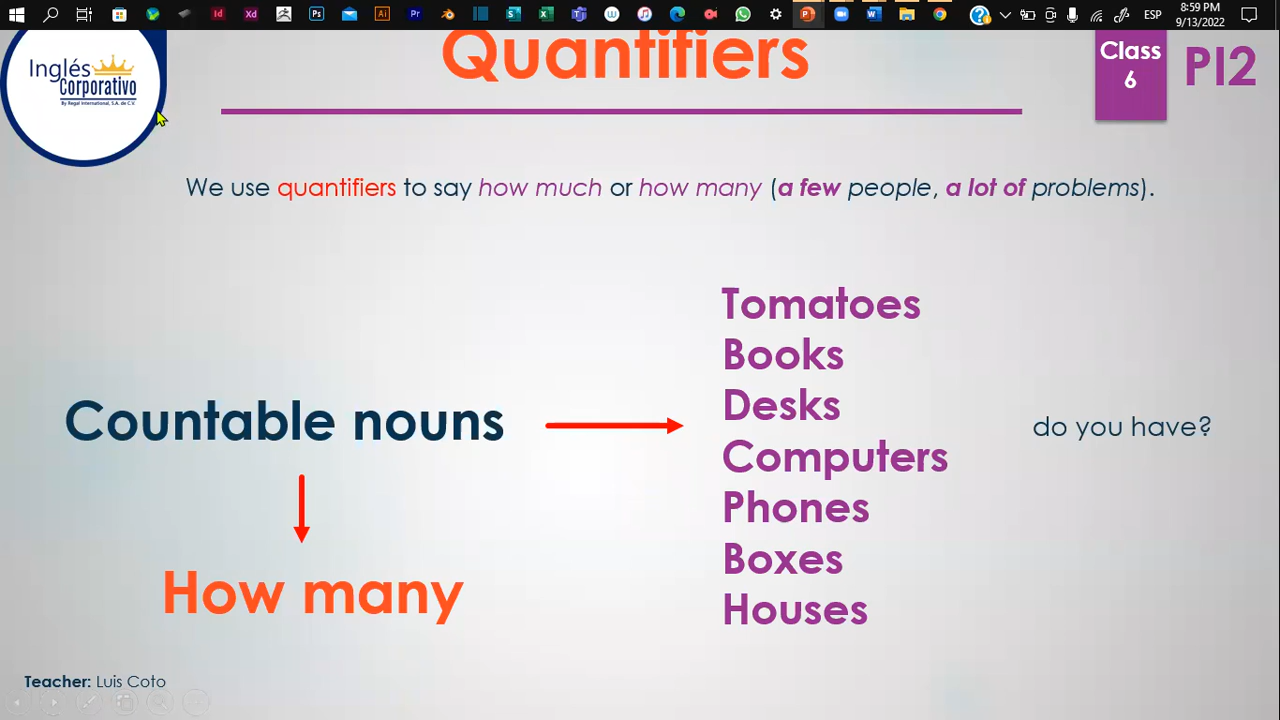 8:59 PM
ESP
9/13/2022
Quantifiers
Class
6
PI2
Inglés
Corporativo
By Regal International, S.A. de C.V.
We use quantifiers to say how much or how many (a few people, a lot of problems).
Tomatoes
Books
Desks
Computers
Phones
Boxes
Houses
Countable nouns
do you have?
How many
Teacher: Luis Coto